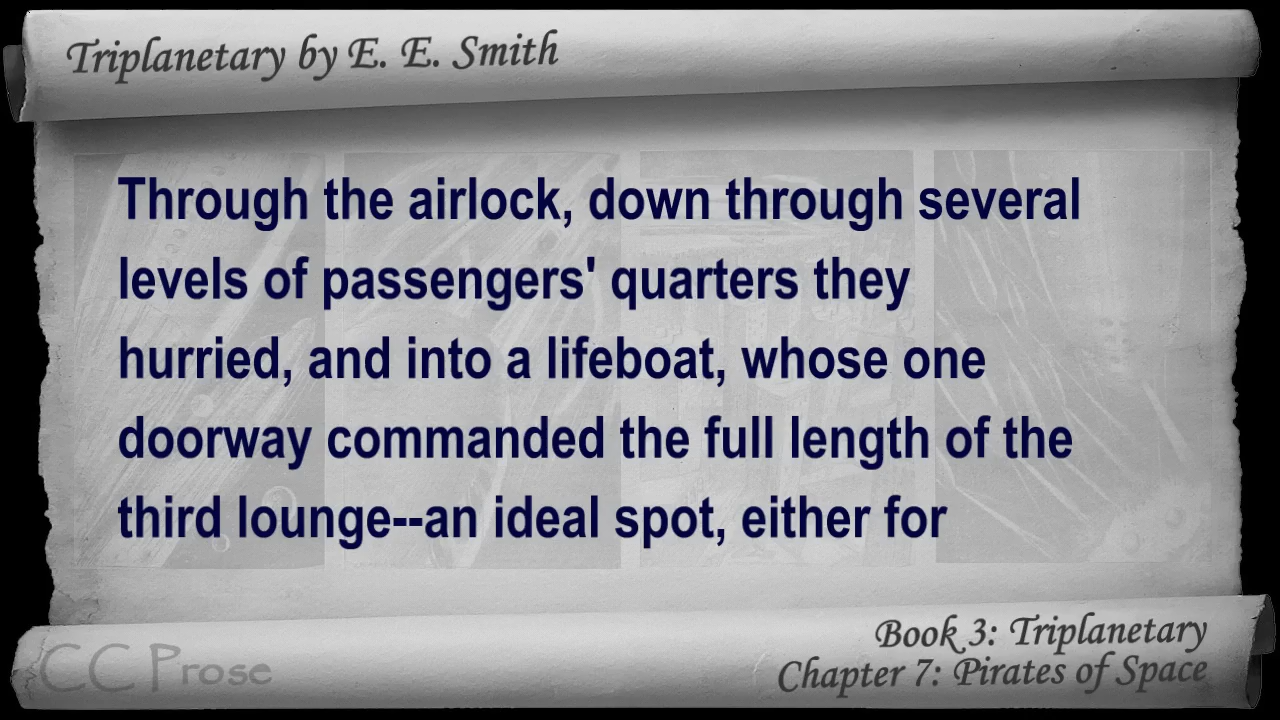 Triplanetary by E. E. Smith
Through the airlock, down through several
levels of passengers' quarters they
hurried, and into a lifeboat, whose one
doorway commanded the full length of the
third lounge--an ideal spot, either for
Book 3: Triplanetary
Chapter 7: Pirates of Space
CC Prose